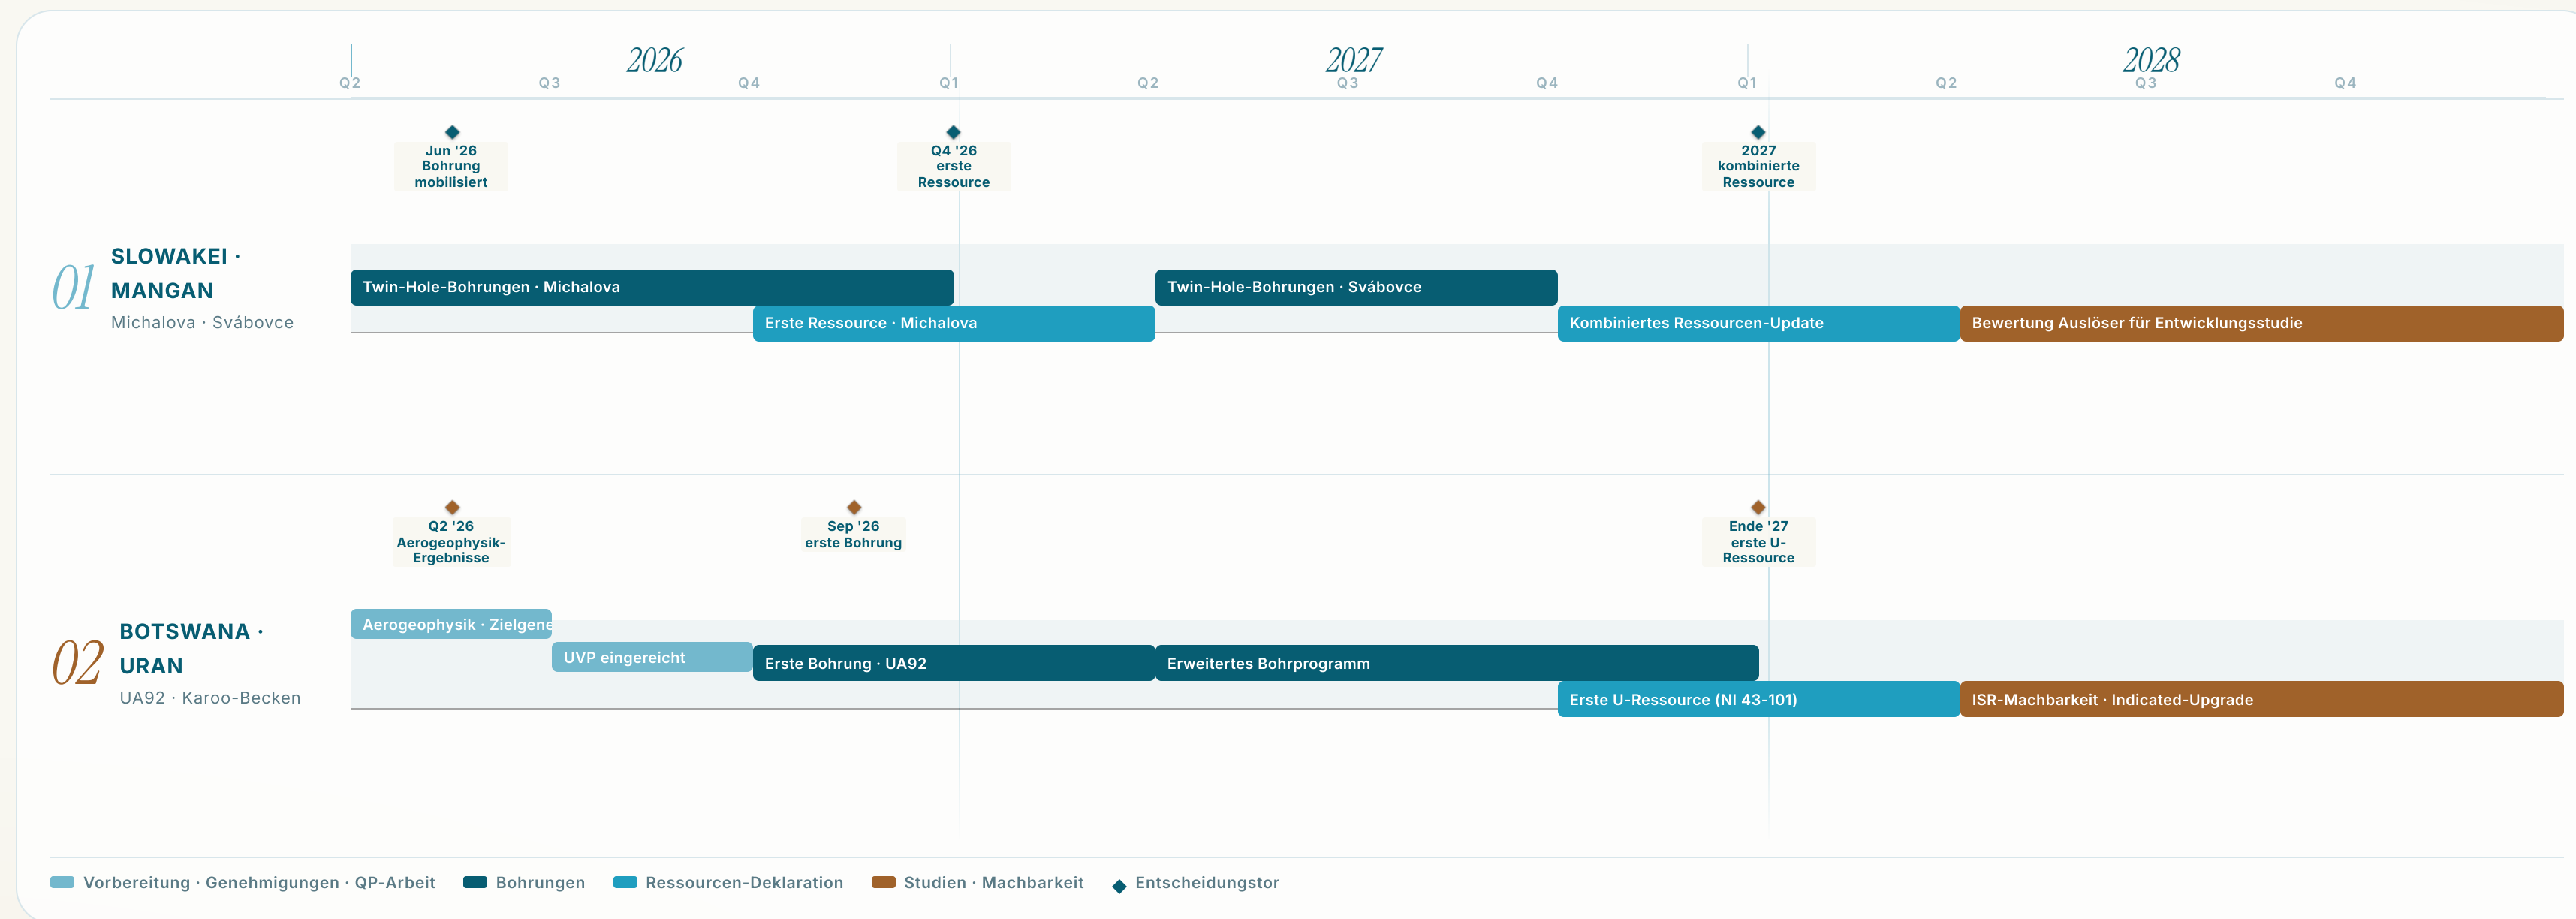 2026
2027
2028
Q2
Q3
Q4
Q1
Q2
Q3
Q4
Q1
Q2
Q3
Q4
Jun '26
Bohrung
mobilisiert
Q4 '26
erste
Ressource
2027
kombinierte
Ressource
01
SLOWAKEI ·
MANGAN
Michalova · Svábovce
Twin-Hole-Bohrungen · Michalova
Twin-Hole-Bohrungen · Svábovce
Erste Ressource · Michalova
Kombiniertes Ressourcen-Update
Bewertung Auslöser für Entwicklungsstudie
Q2 '26
Aerogeophysik-
Ergebnisse
Sep '26
erste Bohrung
Ende '27
erste U-
Ressource
02
BOTSWANA ·
URAN
UA92 · Karoo-Becken
Aerogeophysik · Zielgene
UVP eingereicht
Erste Bohrung · UA92
Erweitertes Bohrprogramm
Erste U-Ressource (NI 43-101)
ISR-Machbarkeit · Indicated-Upgrade
Vorbereitung · Genehmigungen · QP-Arbeit
Bohrungen
Ressourcen-Deklaration
Studien · Machbarkeit
Entscheidungstor